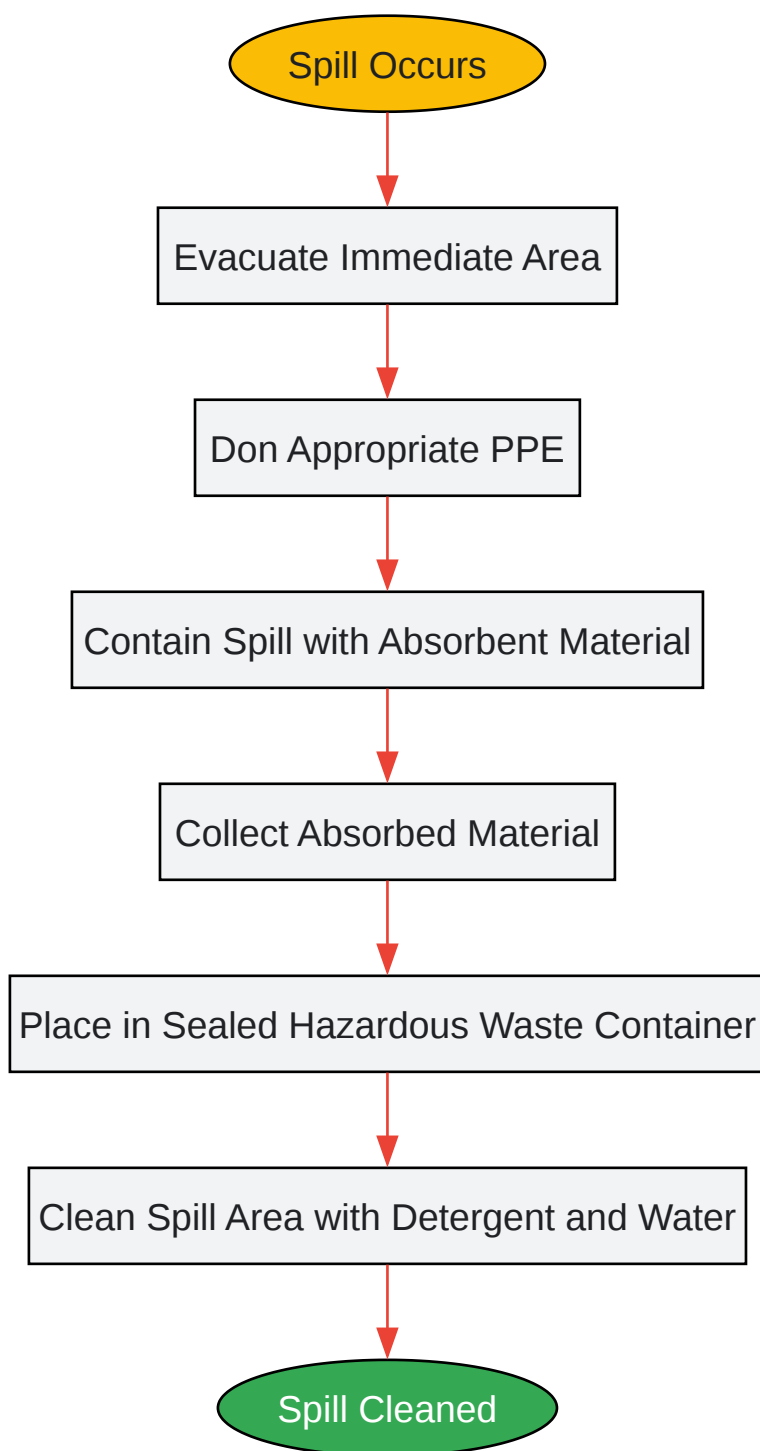 Spill Occurs
Evacuate Immediate Area
Don Appropriate PPE
Contain Spill with Absorbent Material
Collect Absorbed Material
Place in Sealed Hazardous Waste Container
Clean Spill Area with Detergent and Water
Spill Cleaned